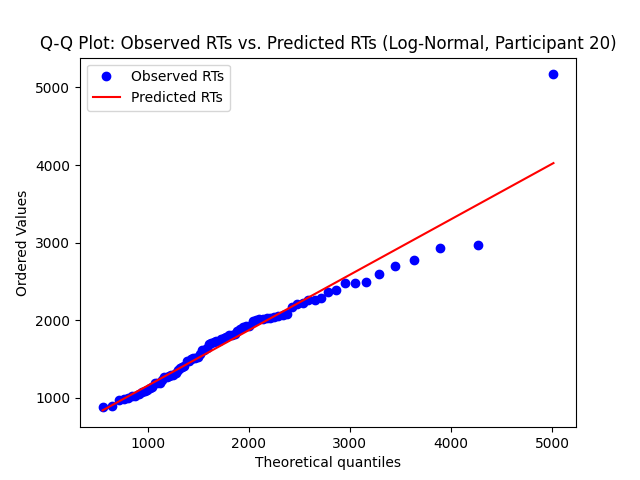 Q-Q Plot: Observed RTs vs. Predicted RTs (Log-Normal, Participant 20)
Observed RTs
Predicted RTs
Ordered Values
5000
4000
3000
2000
1000
1000 2000 3000 4000 5000
Theoretical quantiles